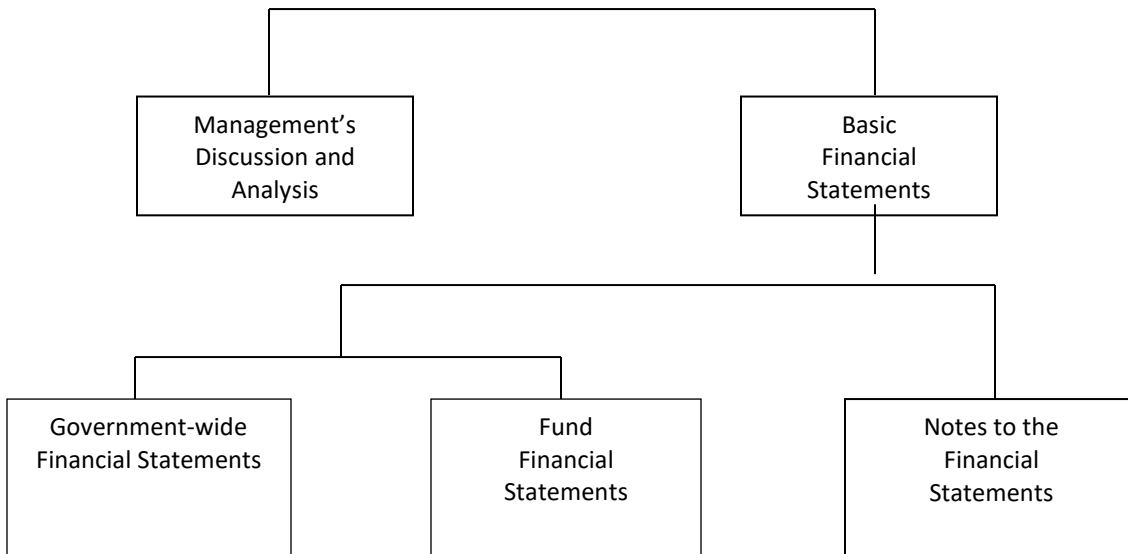 Management’s
Discussion and
Analysis
Basic
Financial
Statements
Government-wide
Financial Statements
Fund
Financial
Statements
Notes to the
Financial
Statements